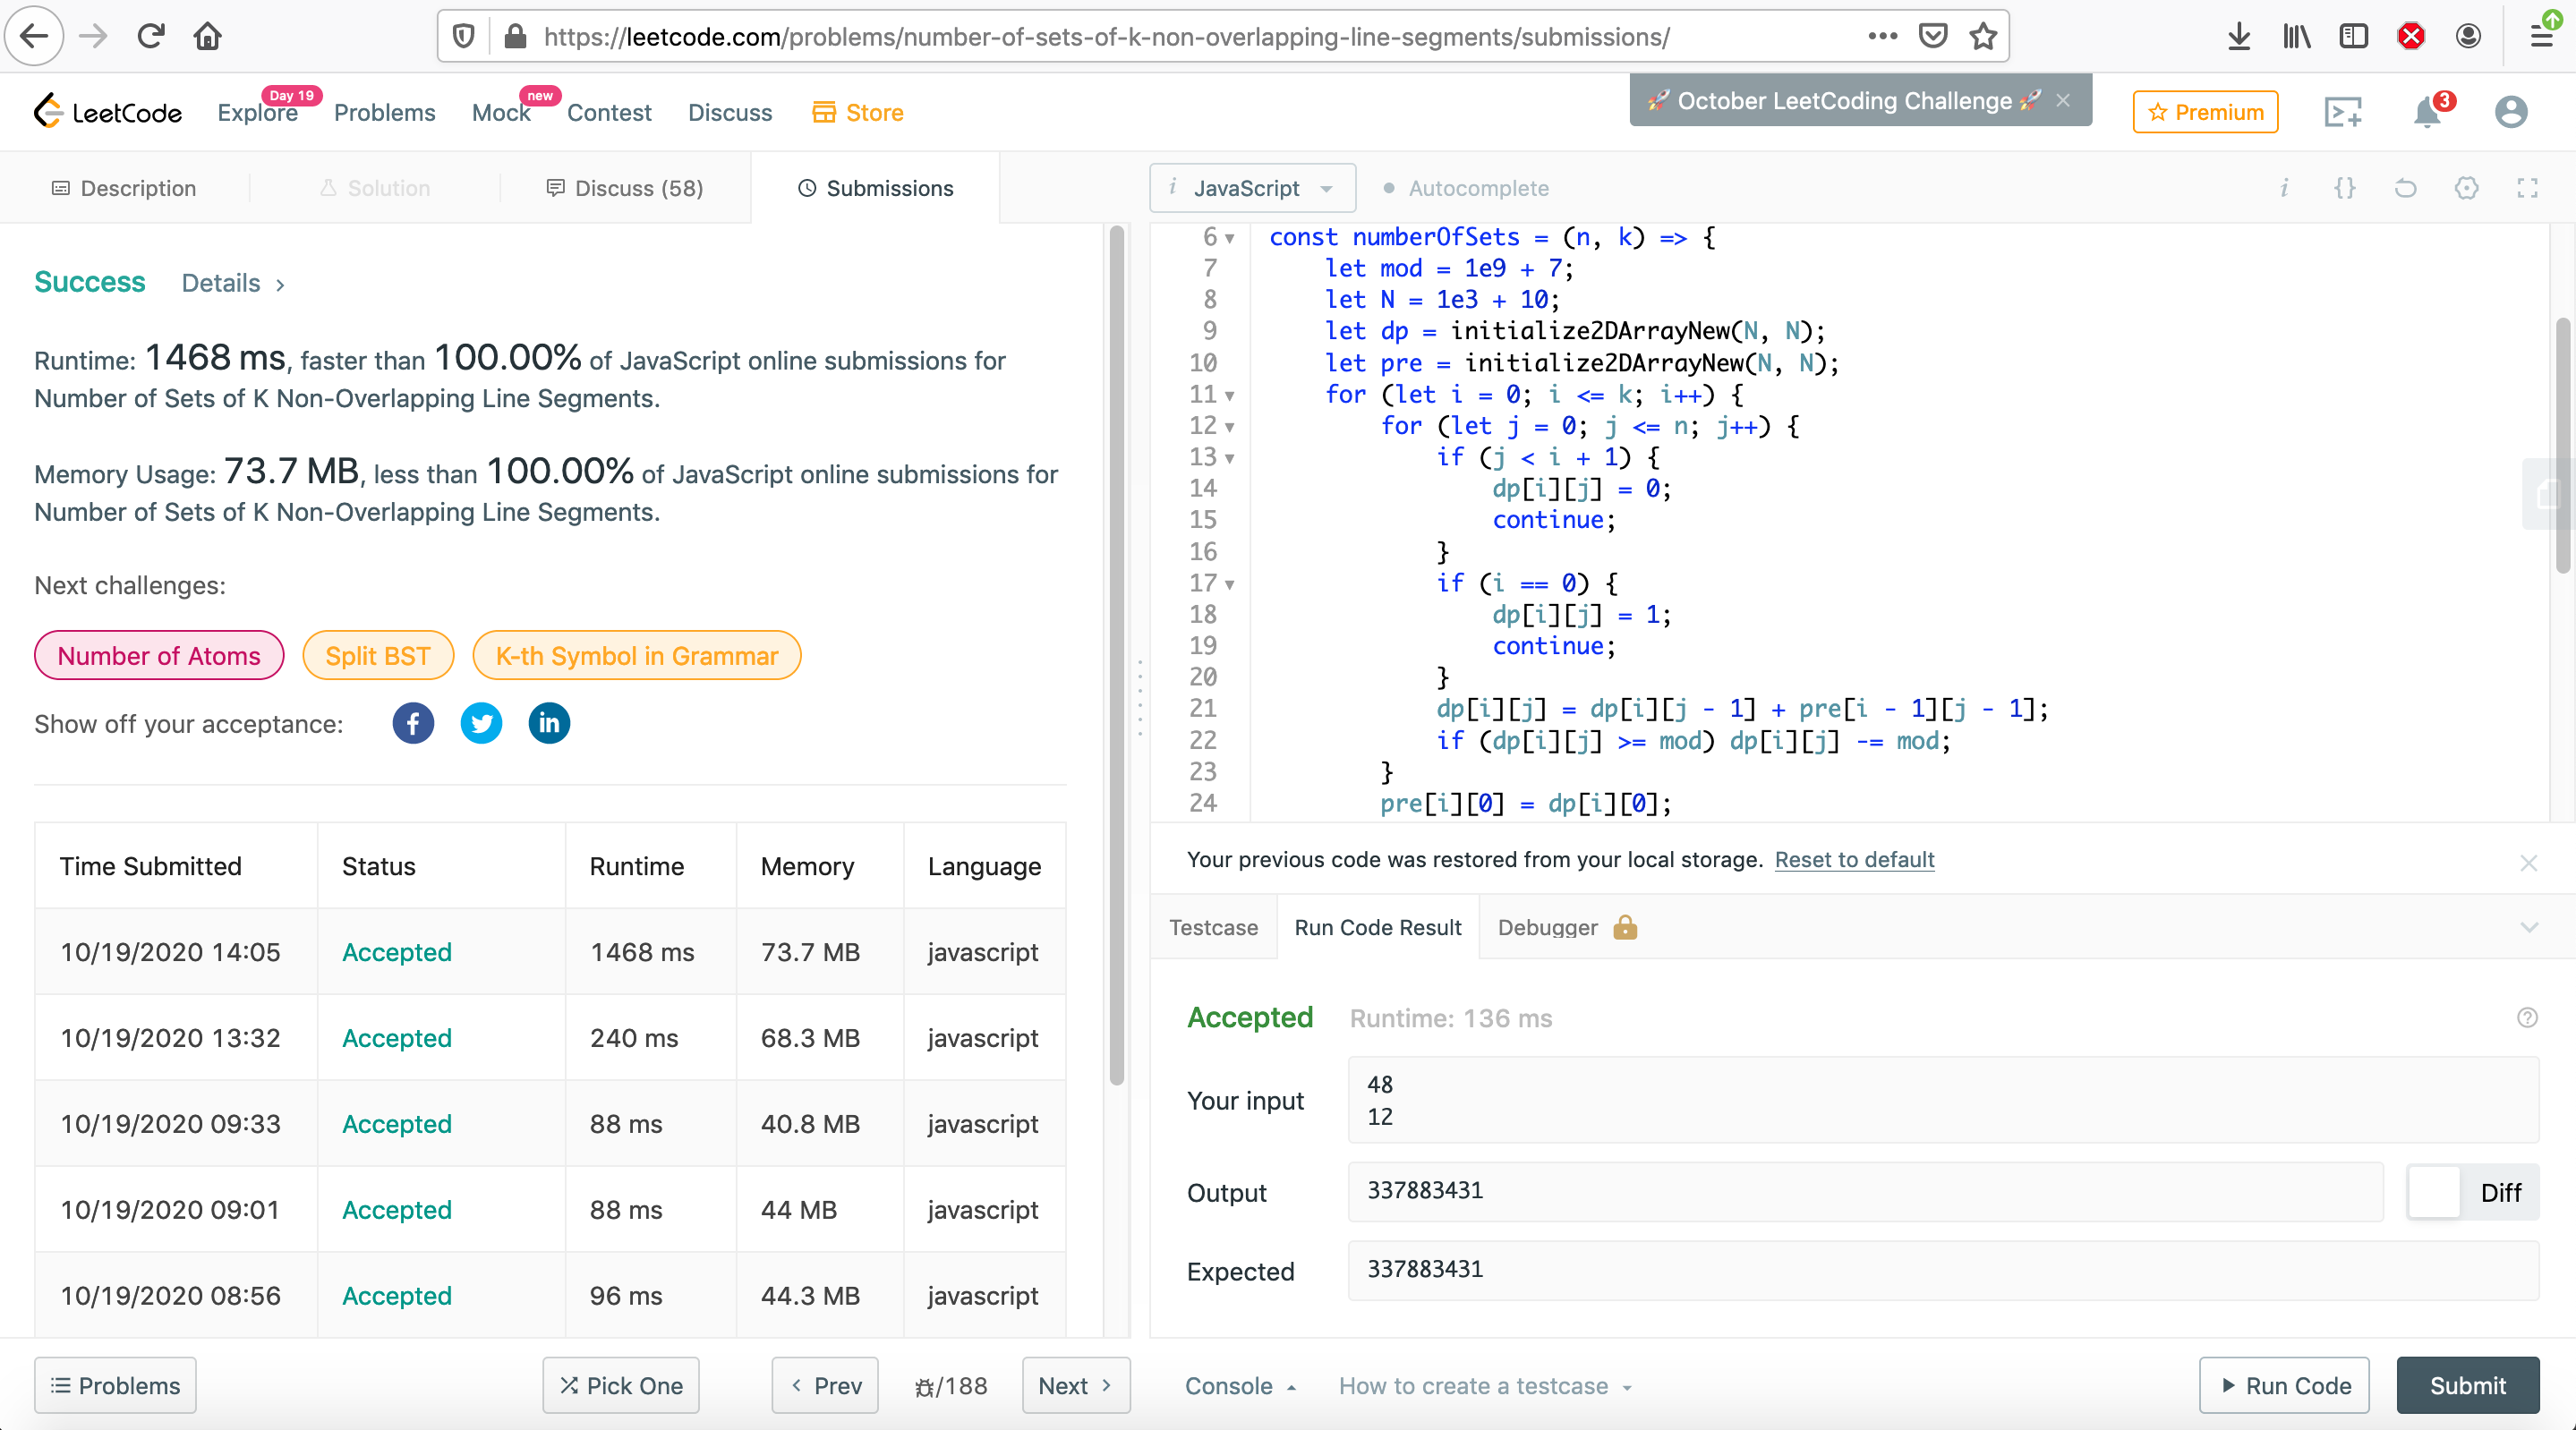 https://leetcode.com/problems/number-of-sets-of-k-non-overlapping-line-segments/submissions/
LeetCode
Explore
Day 19
Problems
Mock
new
Contest
Discuss
Store
🚀 October LeetCoding Challenge 🚀
Premium
3
Description
Solution
Discuss (58)
Submissions
Success
Details
Runtime: 1468 ms, faster than 100.00% of JavaScript online submissions for
Number of Sets of K Non-Overlapping Line Segments.
Memory Usage: 73.7 MB, less than 100.00% of JavaScript online submissions for
Number of Sets of K Non-Overlapping Line Segments.
Next challenges:
Number of Atoms
Split BST
K-th Symbol in Grammar
Show off your acceptance:
Time Submitted Status Runtime Memory Language
10/19/2020 14:05 Accepted 1468 ms 73.7 MB javascript
10/19/2020 13:32 Accepted 240 ms 68.3 MB javascript
10/19/2020 09:33 Accepted 88 ms 40.8 MB javascript
10/19/2020 09:01 Accepted 88 ms 44 MB javascript
10/19/2020 08:56 Accepted 96 ms 44.3 MB javascript
Problems
Pick One
Prev
/188
Next
i JavaScript
Autocomplete
i {}
6 const numberOfSets = (n, k) => {
7 let mod = 1e9 + 7;
8 let N = 1e3 + 10;
9 let dp = initialize2DArrayNew(N, N);
10 let pre = initialize2DArrayNew(N, N);
11 for (let i = 0; i <= k; i++) {
12 for (let j = 0; j <= n; j++) {
13 if (j < i + 1) {
14 dp[i][j] = 0;
15 continue;
16 }
17 if (i == 0) {
18 dp[i][j] = 1;
19 continue;
20 }
21 dp[i][j] = dp[i][j - 1] + pre[i - 1][j - 1];
22 if (dp[i][j] >= mod) dp[i][j] -= mod;
23 }
24 pre[i][0] = dp[i][0];
Your previous code was restored from your local storage. Reset to default
Testcase
Run Code Result
Debugger
Accepted
Runtime: 136 ms
Your input
48
12
Output
337883431
Diff
Expected
337883431
Console
How to create a testcase
Run Code
Submit